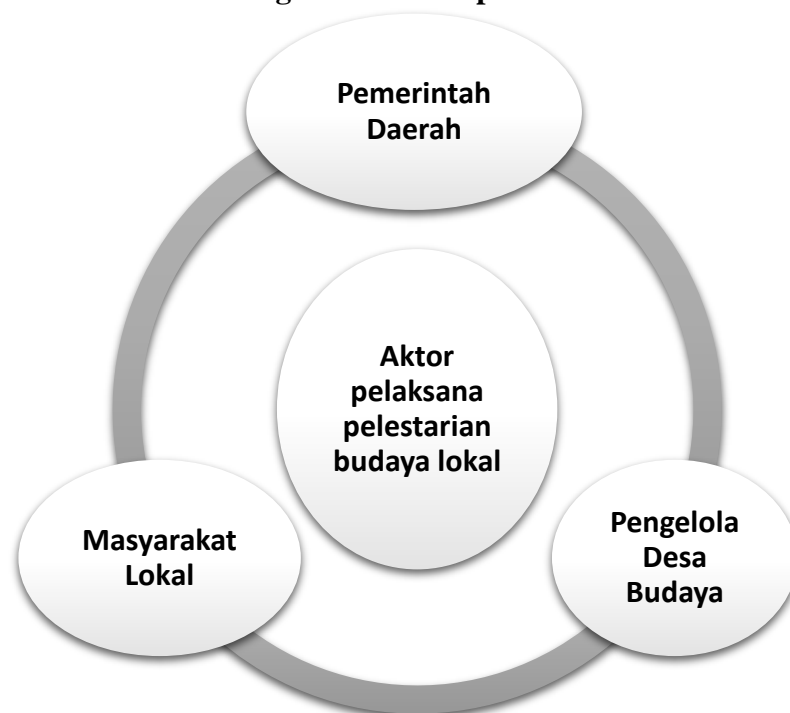 Pemerintah
Daerah
Aktor
pelaksana
pelestarian
budaya lokal
Masyarakat
Lokal
Pengelola
Desa
Budaya